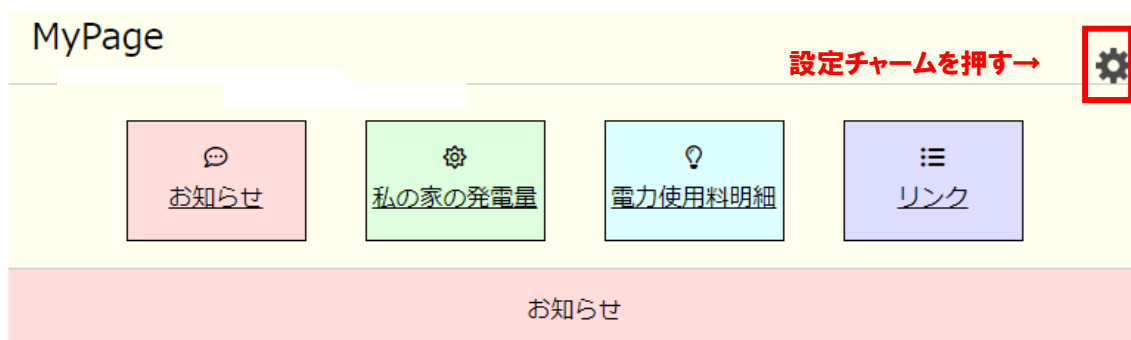 MyPage
設定チャームを押す→
お知らせ
私の家の発電量
電力使用料明細
リンク
お知らせ